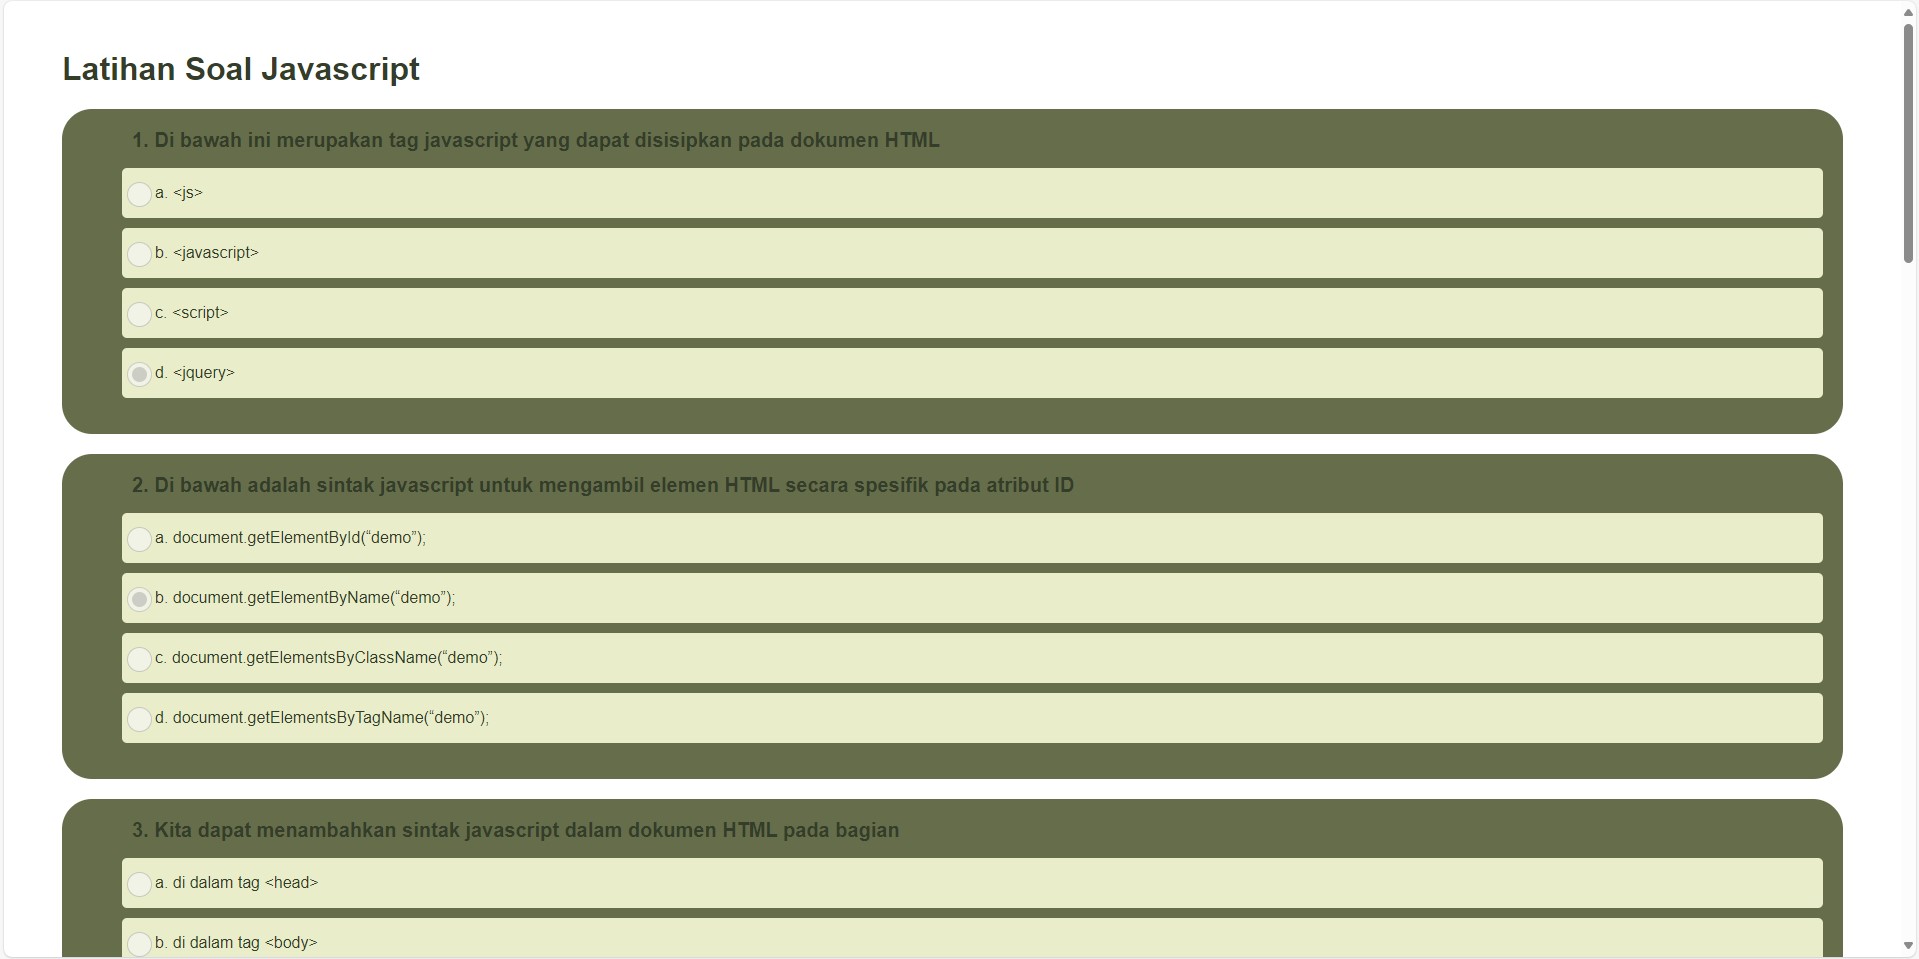 Latihan Soal Javascript
1. Di bawah ini merupakan tag javascript yang dapat disisipkan pada dokumen HTML
a. <js>
b. <javascript>
c. <script>
d. <jquery>
2. Di bawah adalah sintak javascript untuk mengambil elemen HTML secara spesifik pada atribut ID
a. document.getElementById(“demo”);
b. document.getElementByName(“demo”);
c. document.getElementsByClassName(“demo”);
d. document.getElementsByTagName(“demo”);
3. Kita dapat menambahkan sintak javascript dalam dokumen HTML pada bagian
a. di dalam tag <head>
b. di dalam tag <body>